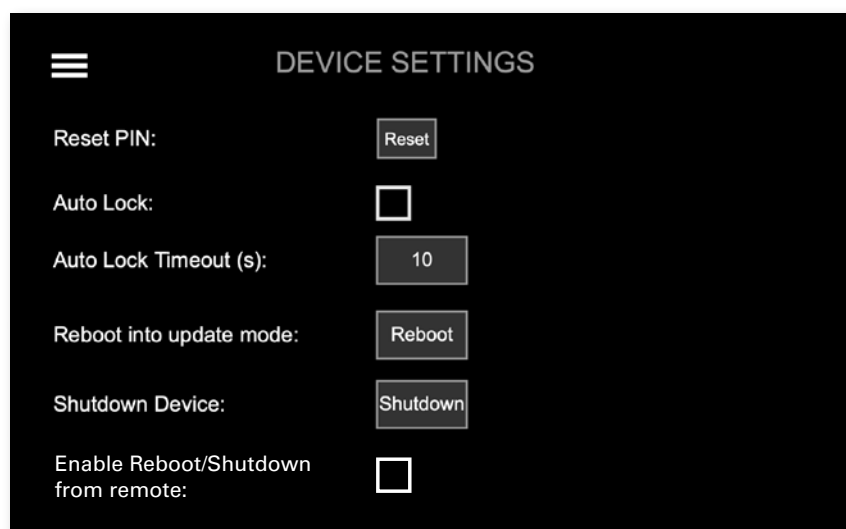 DEVICE SETTINGS
Reset PIN: Reset
Auto Lock:
Auto Lock Timeout (s): 10
Reboot into update mode: Reboot
Shutdown Device: Shutdown
Enable Reboot/Shutdown
from remote: